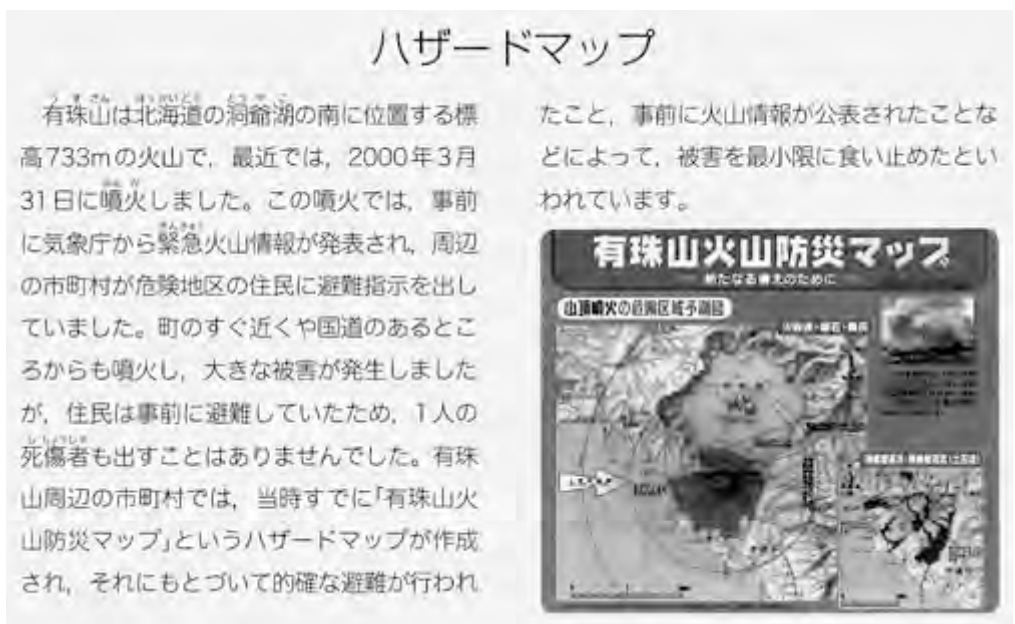 ハザードマップ
有珠山は北海道の洞爺湖の南に位置する標
高733mの火山で，最近では，2000年3月
31日に噴火しました。この噴火では，事前
に気象庁から緊急火山情報が発表され，周辺
の市町村が危険地区の住民に避難指示を出し
ていました。町のすぐ近くや国道のあるとこ
ろからも噴火し，大きな被害が発生しました
が，住民は事前に避難していたため，1人の
死傷者も出すことはありませんでした。有珠
山周辺の市町村では，当時すでに「有珠山火
山防災マップ」というハザードマップが作成
され，それにもとづいて的確な避難が行われ
たこと，事前に火山情報が公表されたことな
どによって，被害を最小限に食い止めたとい
われています。
有珠山火山防災マップ
新たなる備えのために
山頂噴火の危険区域予測図